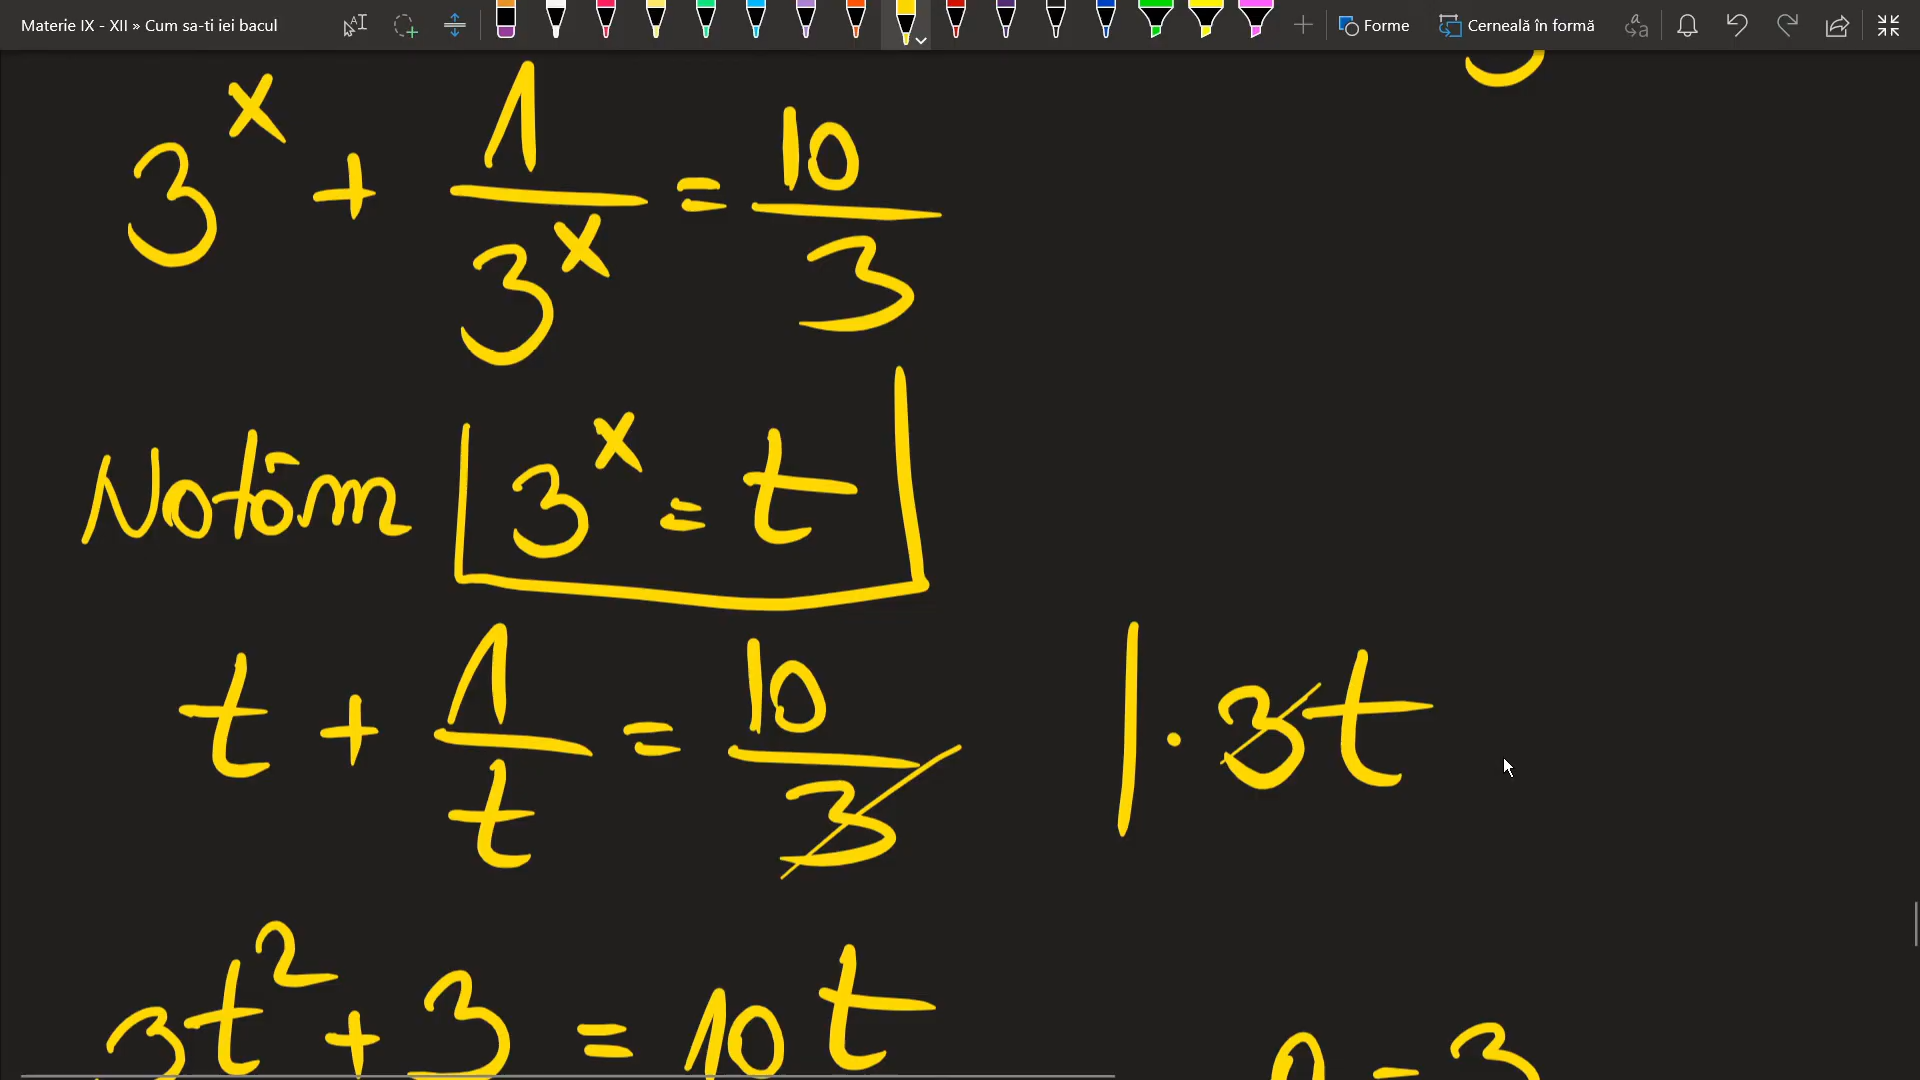 Materie IX - XII » Cum sa-ti iei bacul
Forme
Cerneală în formă
3^x + 1/3^x = 10/3
Notăm 3^x = t
t + 1/t = 10/3 | · 3t
3t² + 3 = 10t